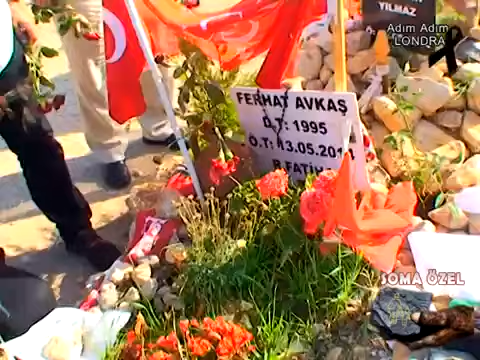 YILMAZ
Adım Adım
LONDRA
FERHAT AVKAŞ
D.T: 1995
Ö.T: 13.05.2014
R.FATİH
SOMA ÖZEL